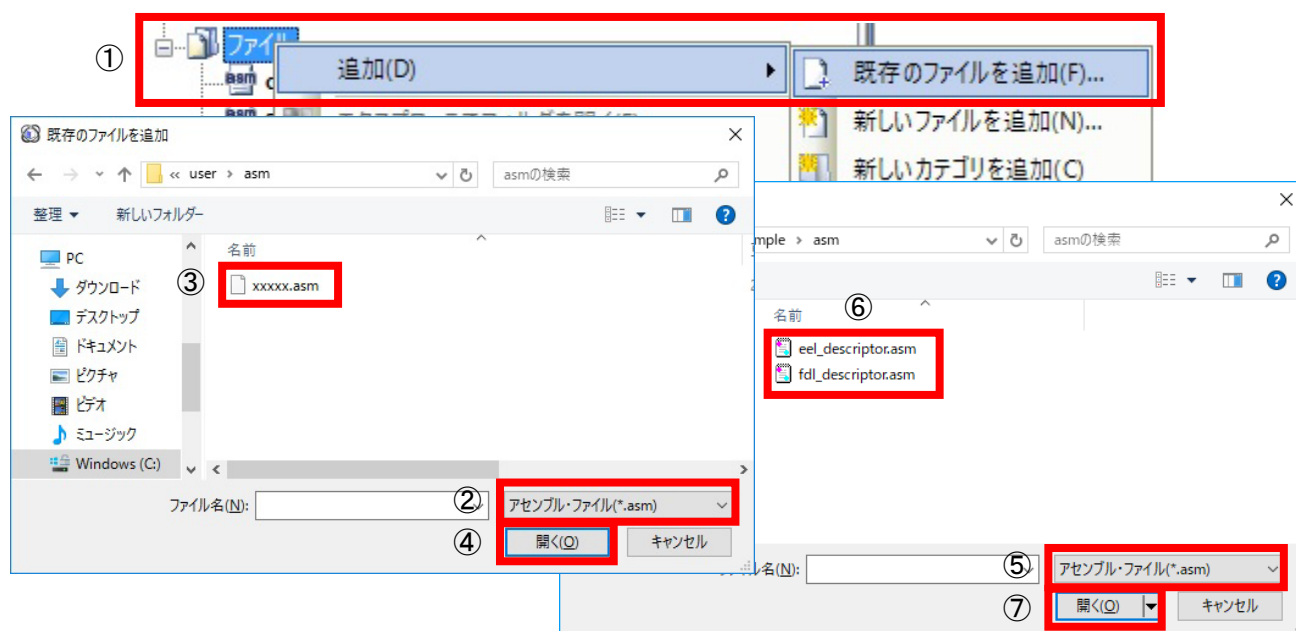 ①
ファイル
追加(D)
既存のファイルを追加(F)...
asm
新しいファイルを追加(N)...
新しいカテゴリを追加(C)
既存のファイルを追加
« user › asm
asmの検索
整理
新しいフォルダー
PC
ダウンロード
デスクトップ
ドキュメント
ピクチャ
ビデオ
ミュージック
Windows (C:)
名前
③
xxxxx.asm
ファイル名(N):
②
アセンブル・ファイル(*.asm)
④
開く(O)
キャンセル
mple › asm
asmの検索
名前
⑥
eel_descriptor.asm
fdl_descriptor.asm
名(N):
⑤
アセンブル・ファイル(*.asm)
⑦
開く(O)
キャンセル